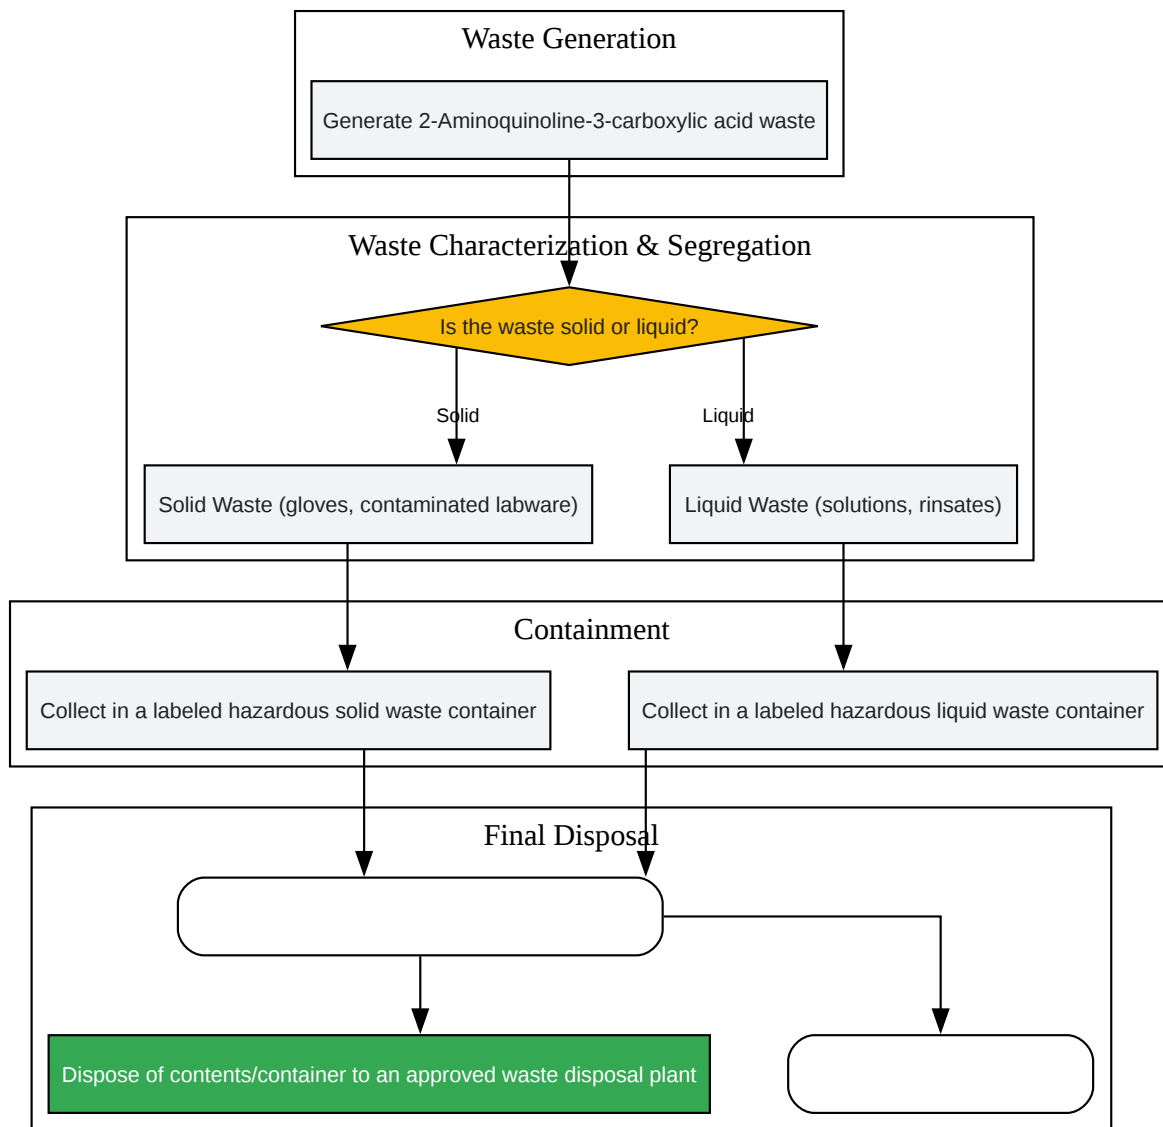 Waste Generation
Generate 2-Aminoquinoline-3-carboxylic acid waste
Waste Characterization & Segregation
Is the waste solid or liquid?
Solid
Liquid
Solid Waste (gloves, contaminated labware)
Liquid Waste (solutions, rinsates)
Containment
Collect in a labeled hazardous solid waste container
Collect in a labeled hazardous liquid waste container
Final Disposal
Dispose of contents/container to an approved waste disposal plant